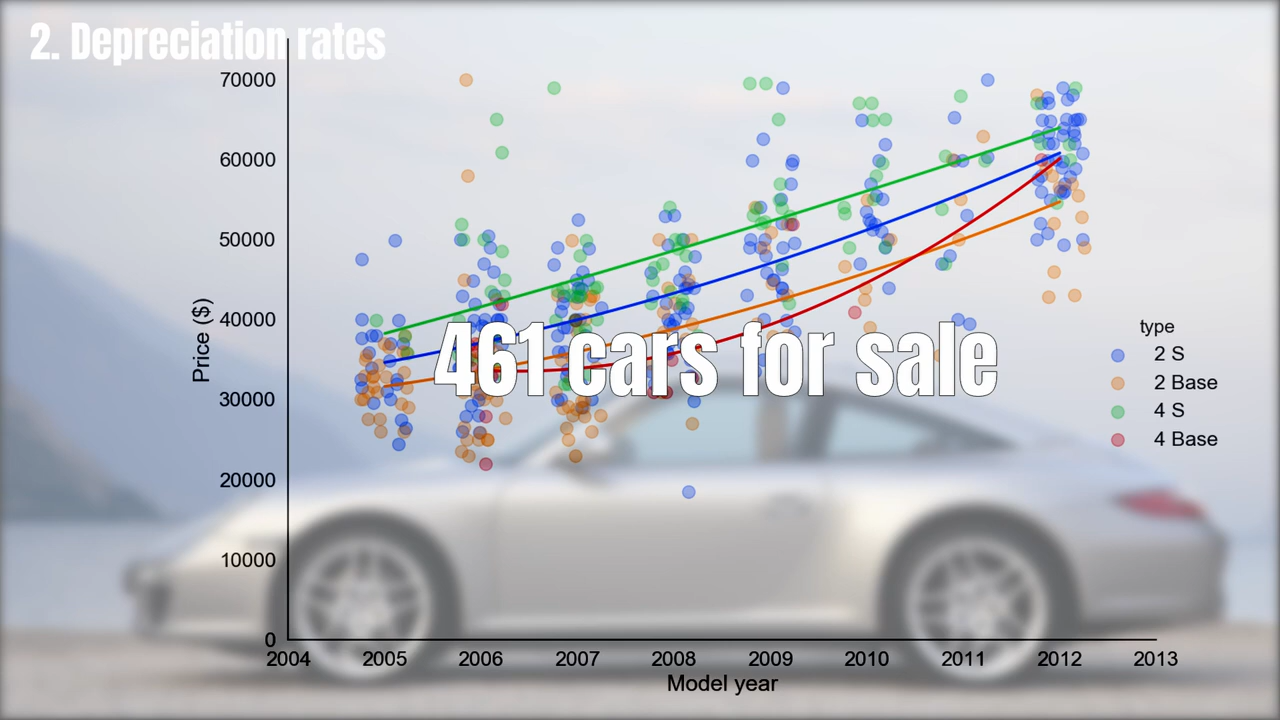 2. Depreciation rates
70000
60000
50000
40000
30000
20000
10000
0
Price ($)
461 cars for sale
type
2 S
2 Base
4 S
4 Base
2004 2005 2006 2007 2008 2009 2010 2011 2012 2013
Model year